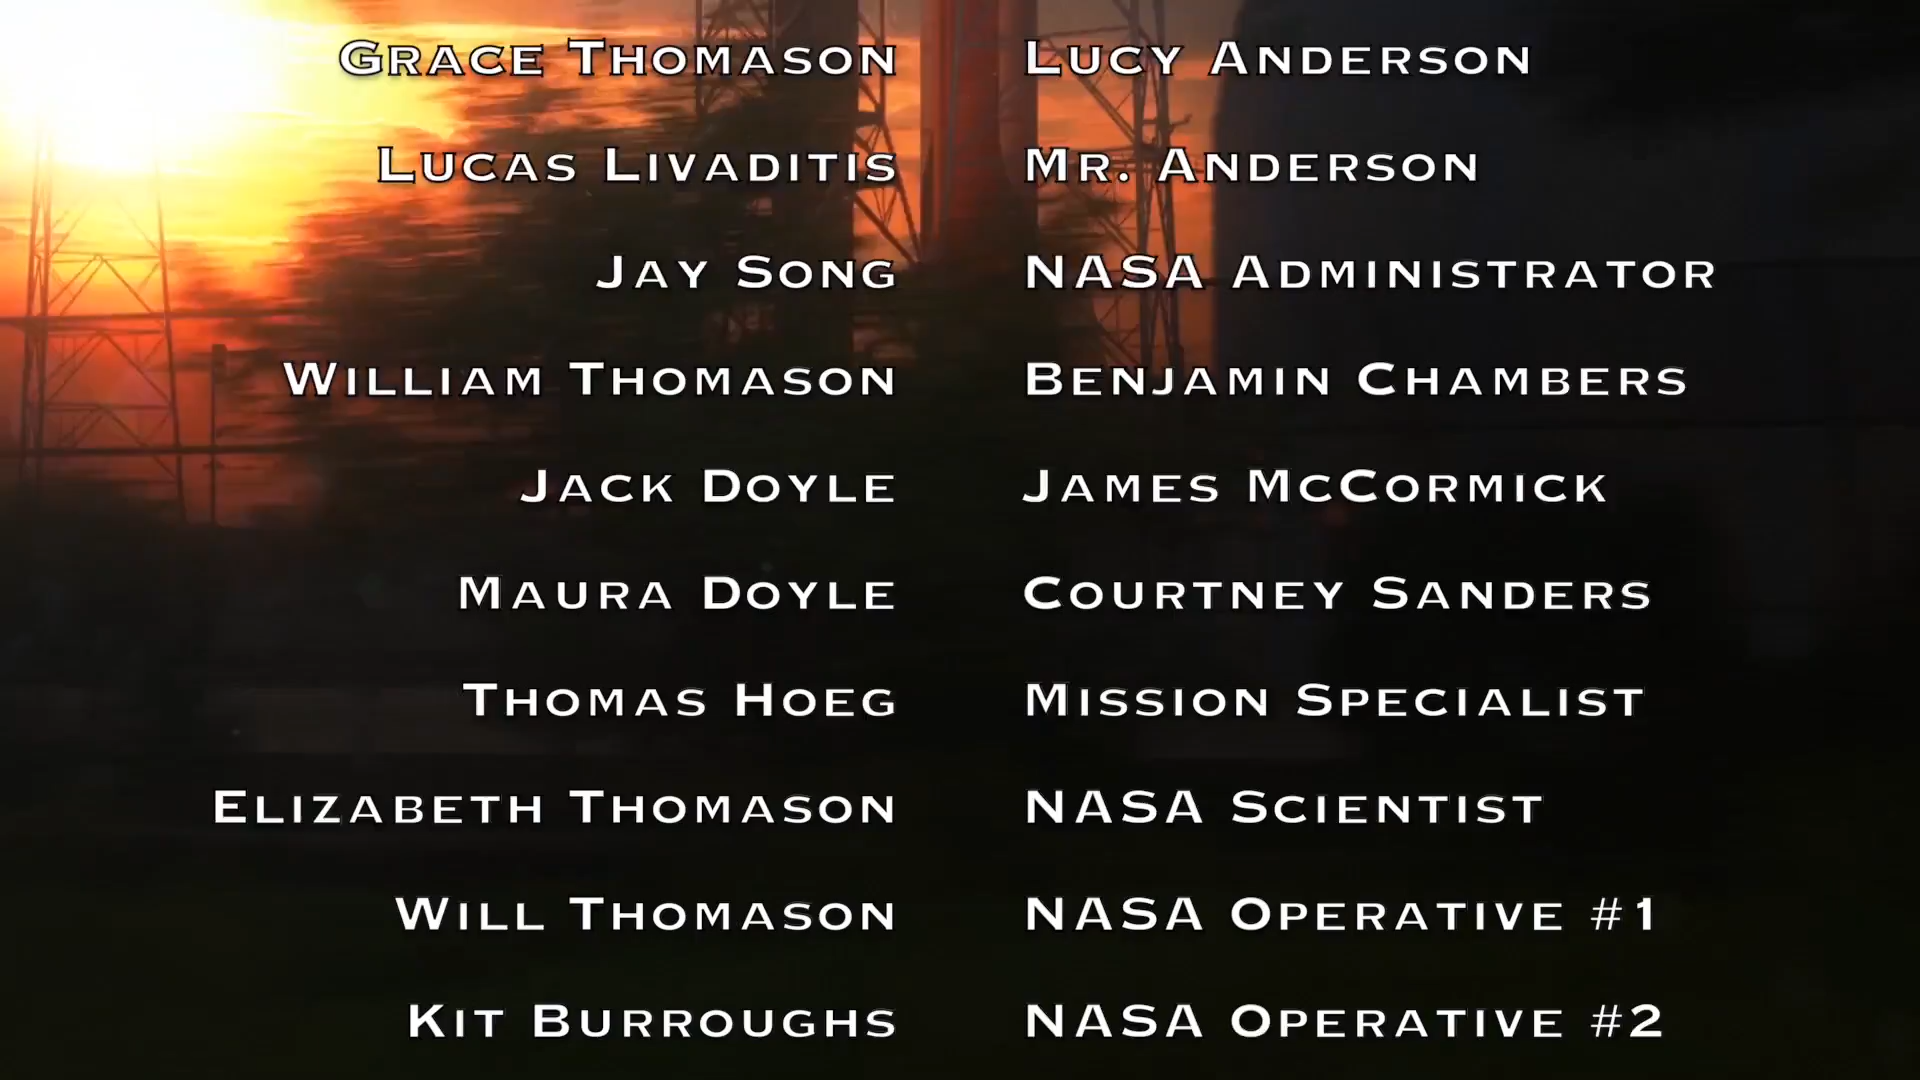 Grace Thomason Lucy Anderson
Lucas Livaditis Mr. Anderson
Jay Song NASA Administrator
William Thomason Benjamin Chambers
Jack Doyle James McCormick
Maura Doyle Courtney Sanders
Thomas Hoeg Mission Specialist
Elizabeth Thomason NASA Scientist
Will Thomason NASA Operative #1
Kit Burroughs NASA Operative #2